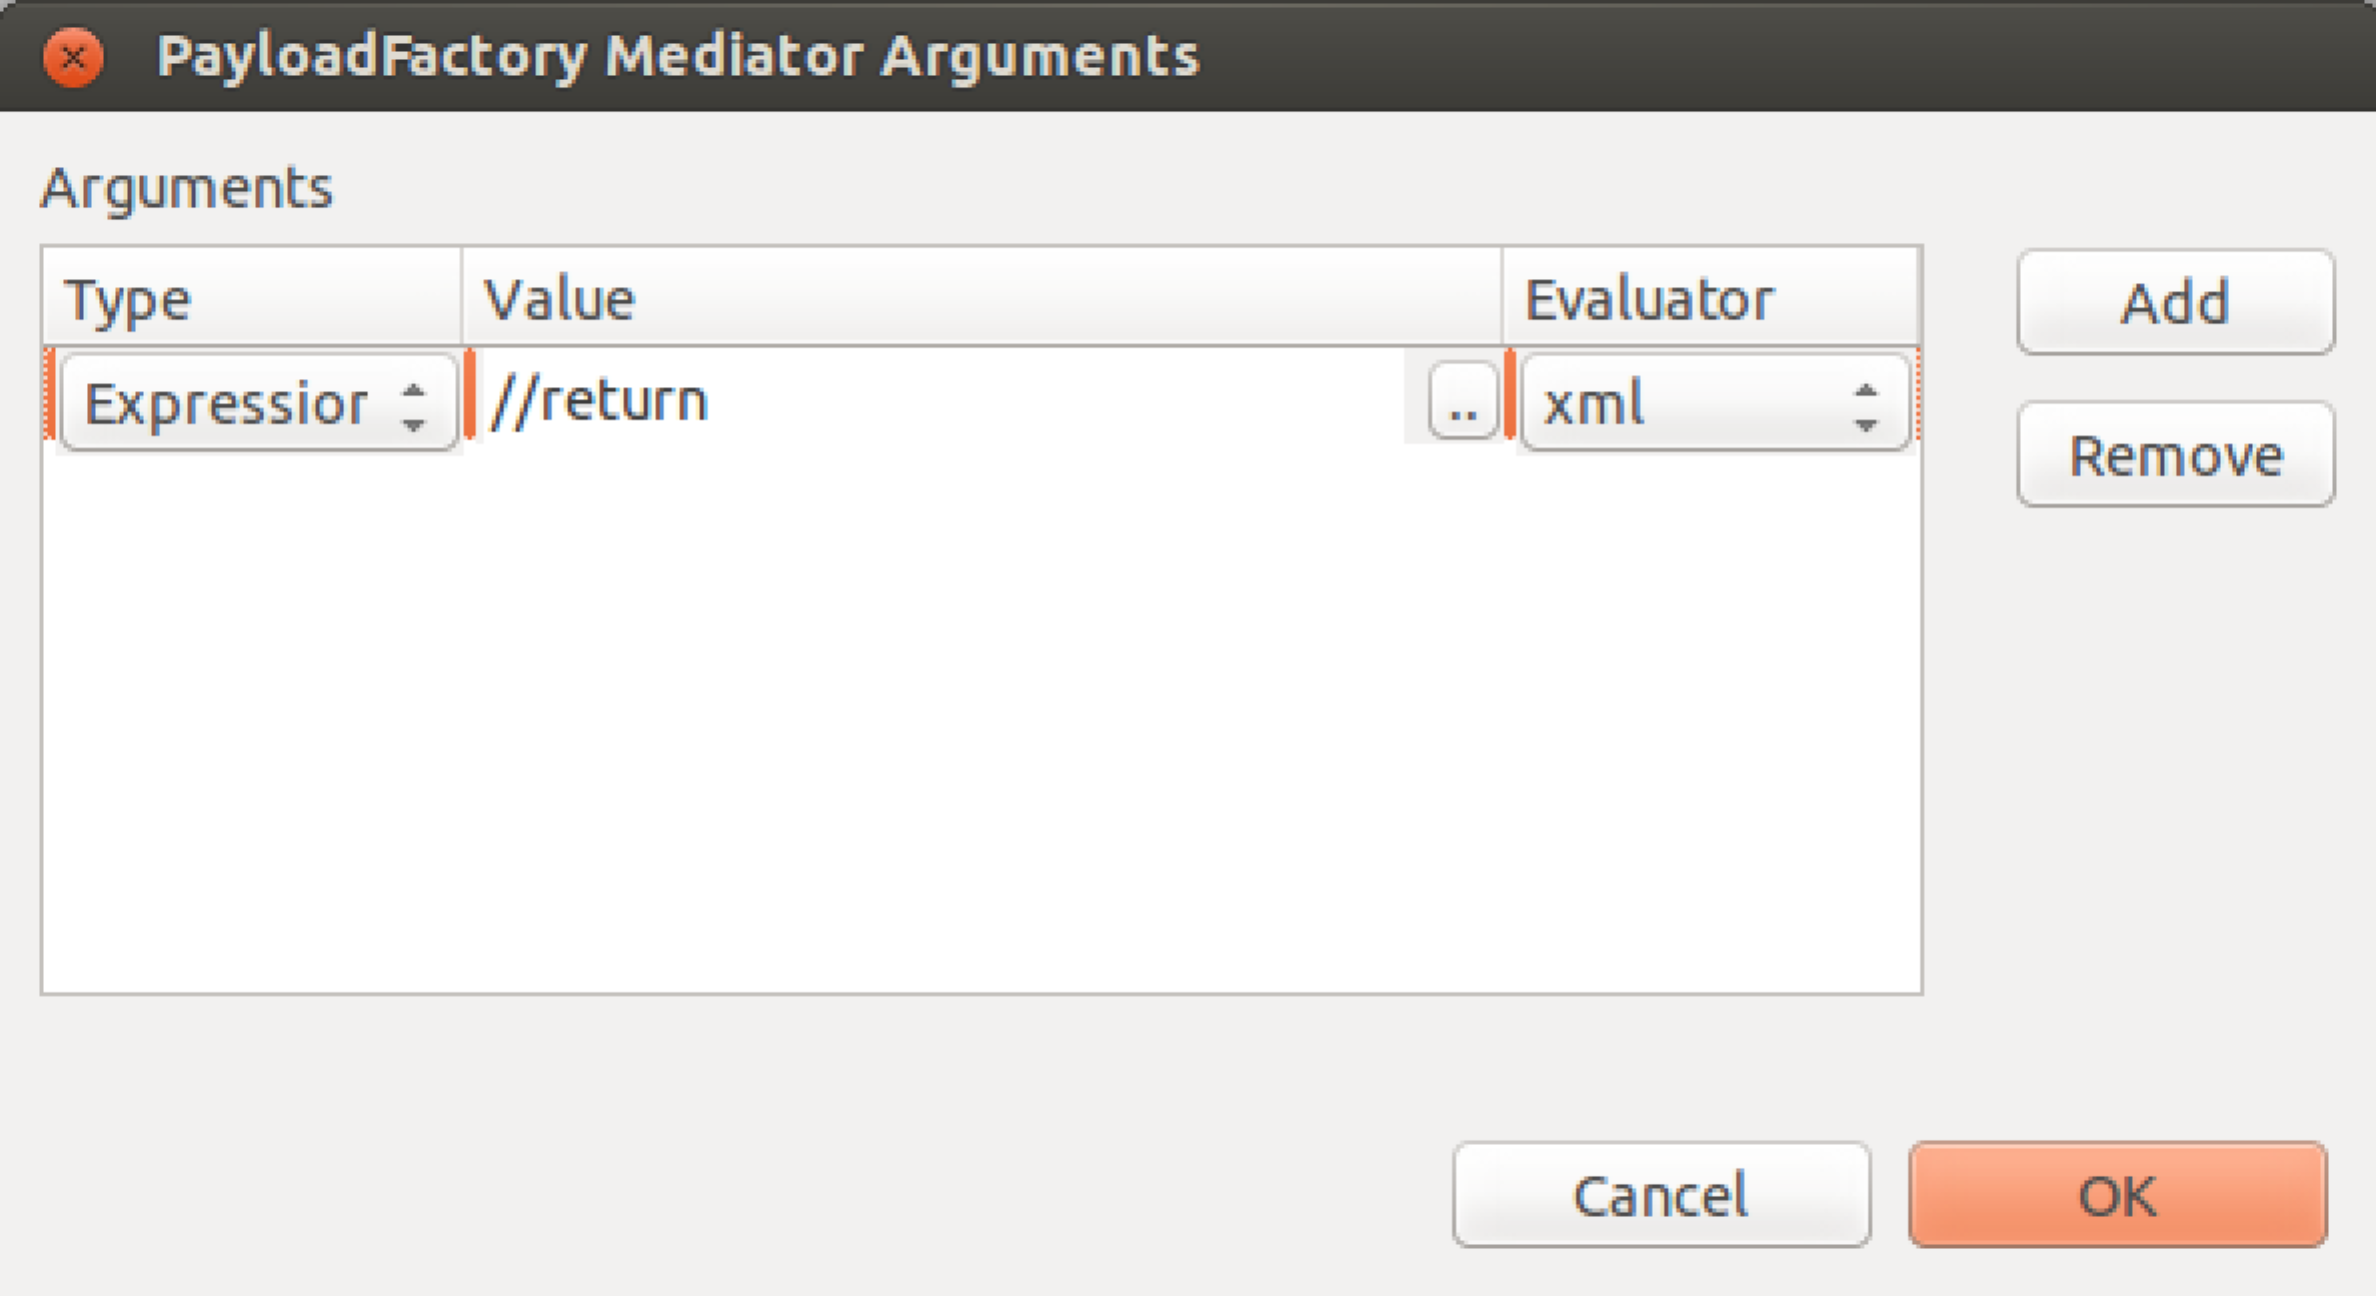 PayloadFactory Mediator Arguments
Arguments
Type Value Evaluator
Add
Expressior //return .. xml
Remove
Cancel OK